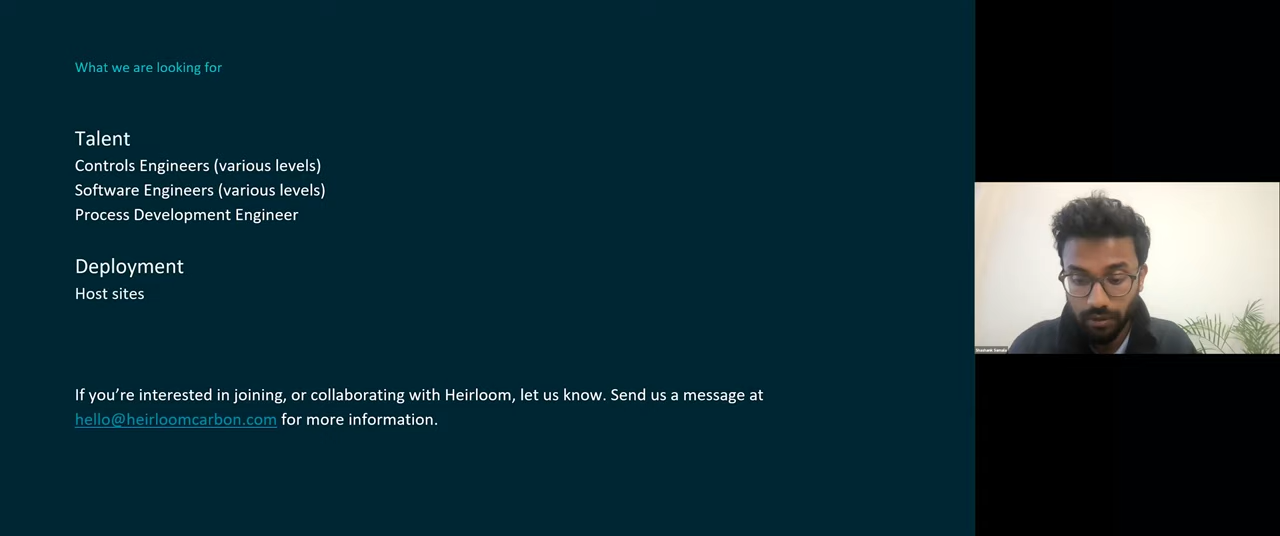 What we are looking for
Talent
Controls Engineers (various levels)
Software Engineers (various levels)
Process Development Engineer
Deployment
Host sites
If you’re interested in joining, or collaborating with Heirloom, let us know. Send us a message at
hello@heirloomcarbon.com for more information.
Shashank Samala